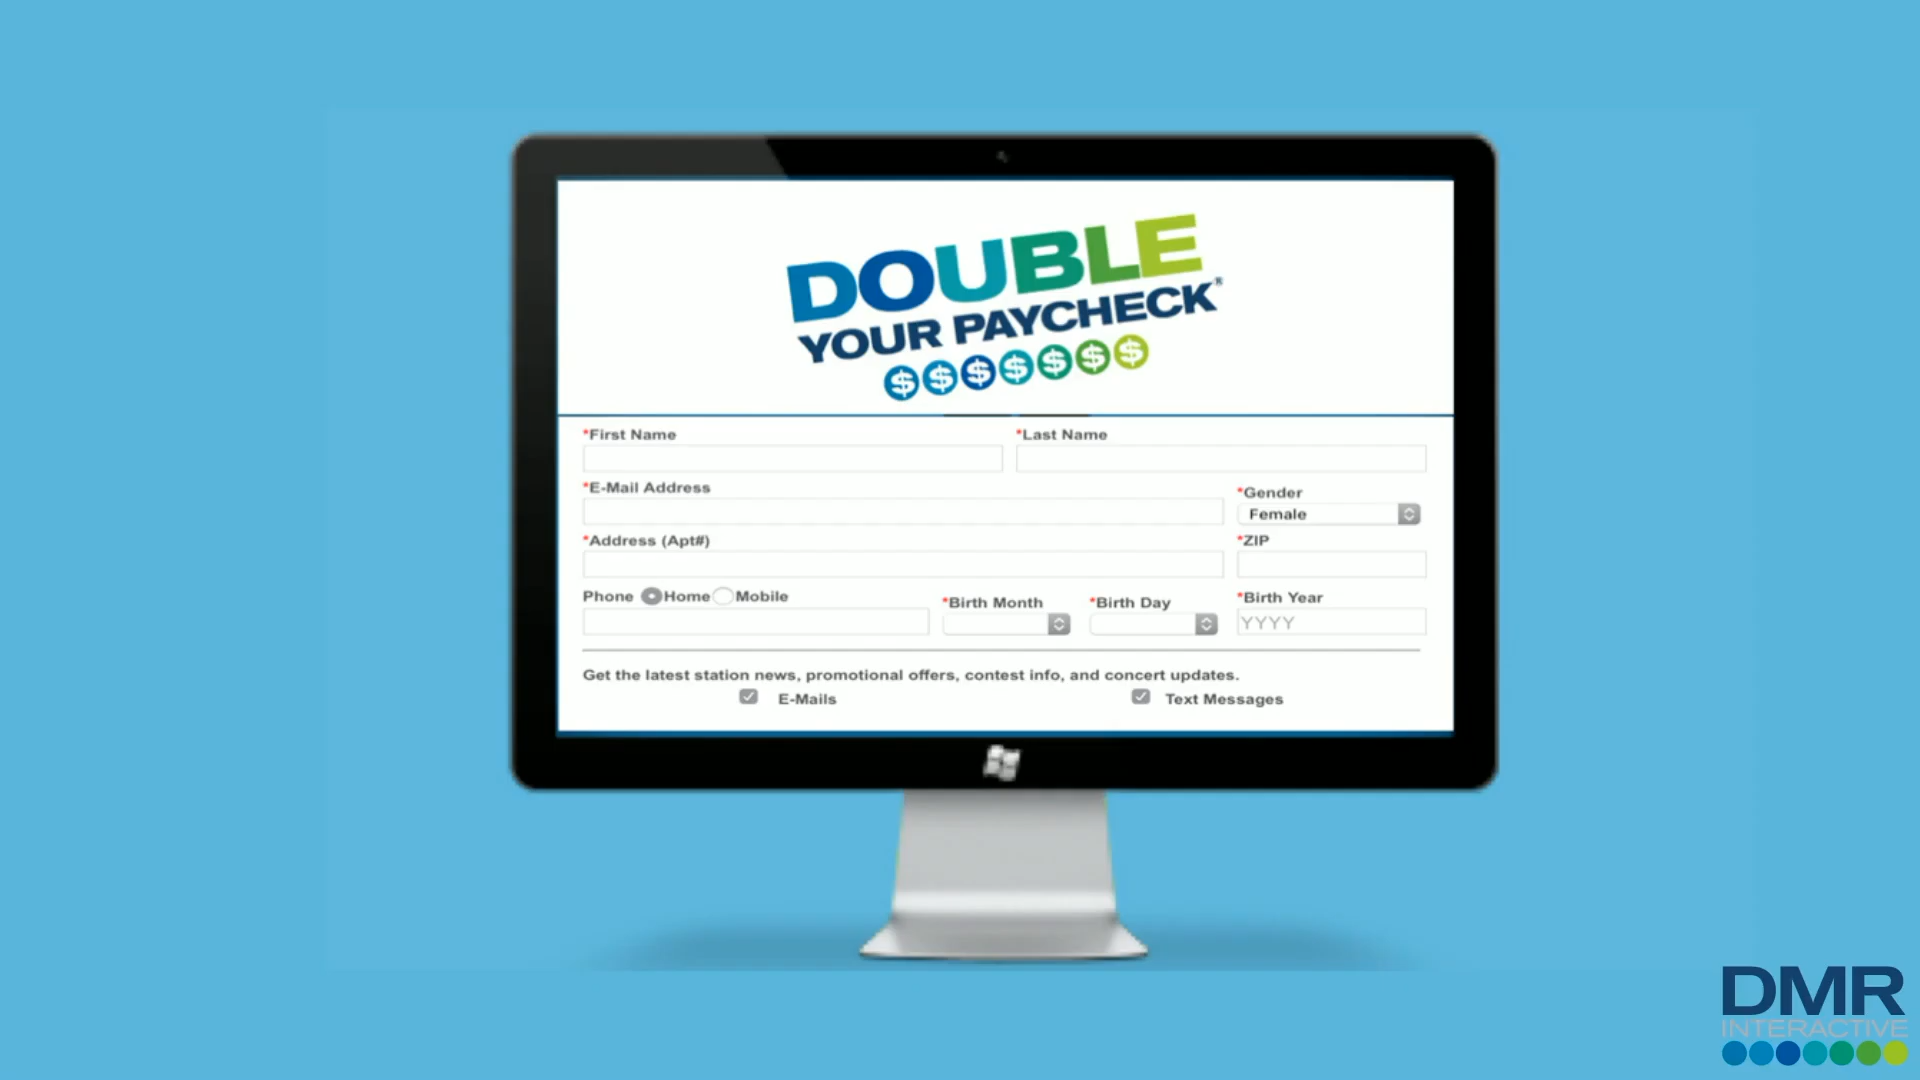 DOUBLE
YOUR PAYCHECK®
$ $ $ $ $ $ $
*First Name *Last Name
*E-Mail Address *Gender
Female
*Address (Apt#) *ZIP
Phone Home Mobile *Birth Month *Birth Day *Birth Year
YYYY
Get the latest station news, promotional offers, contest info, and concert updates.
E-Mails Text Messages
DMR
INTERACTIVE